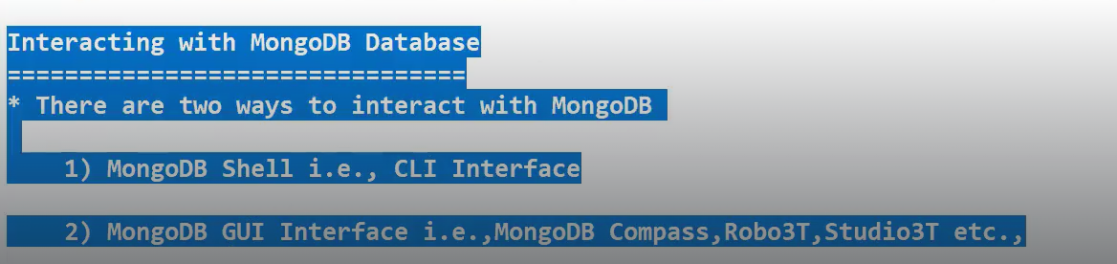 Interacting with MongoDB Database
================================
* There are two ways to interact with MongoDB
1) MongoDB Shell i.e., CLI Interface
2) MongoDB GUI Interface i.e.,MongoDB Compass,Robo3T,Studio3T etc.,